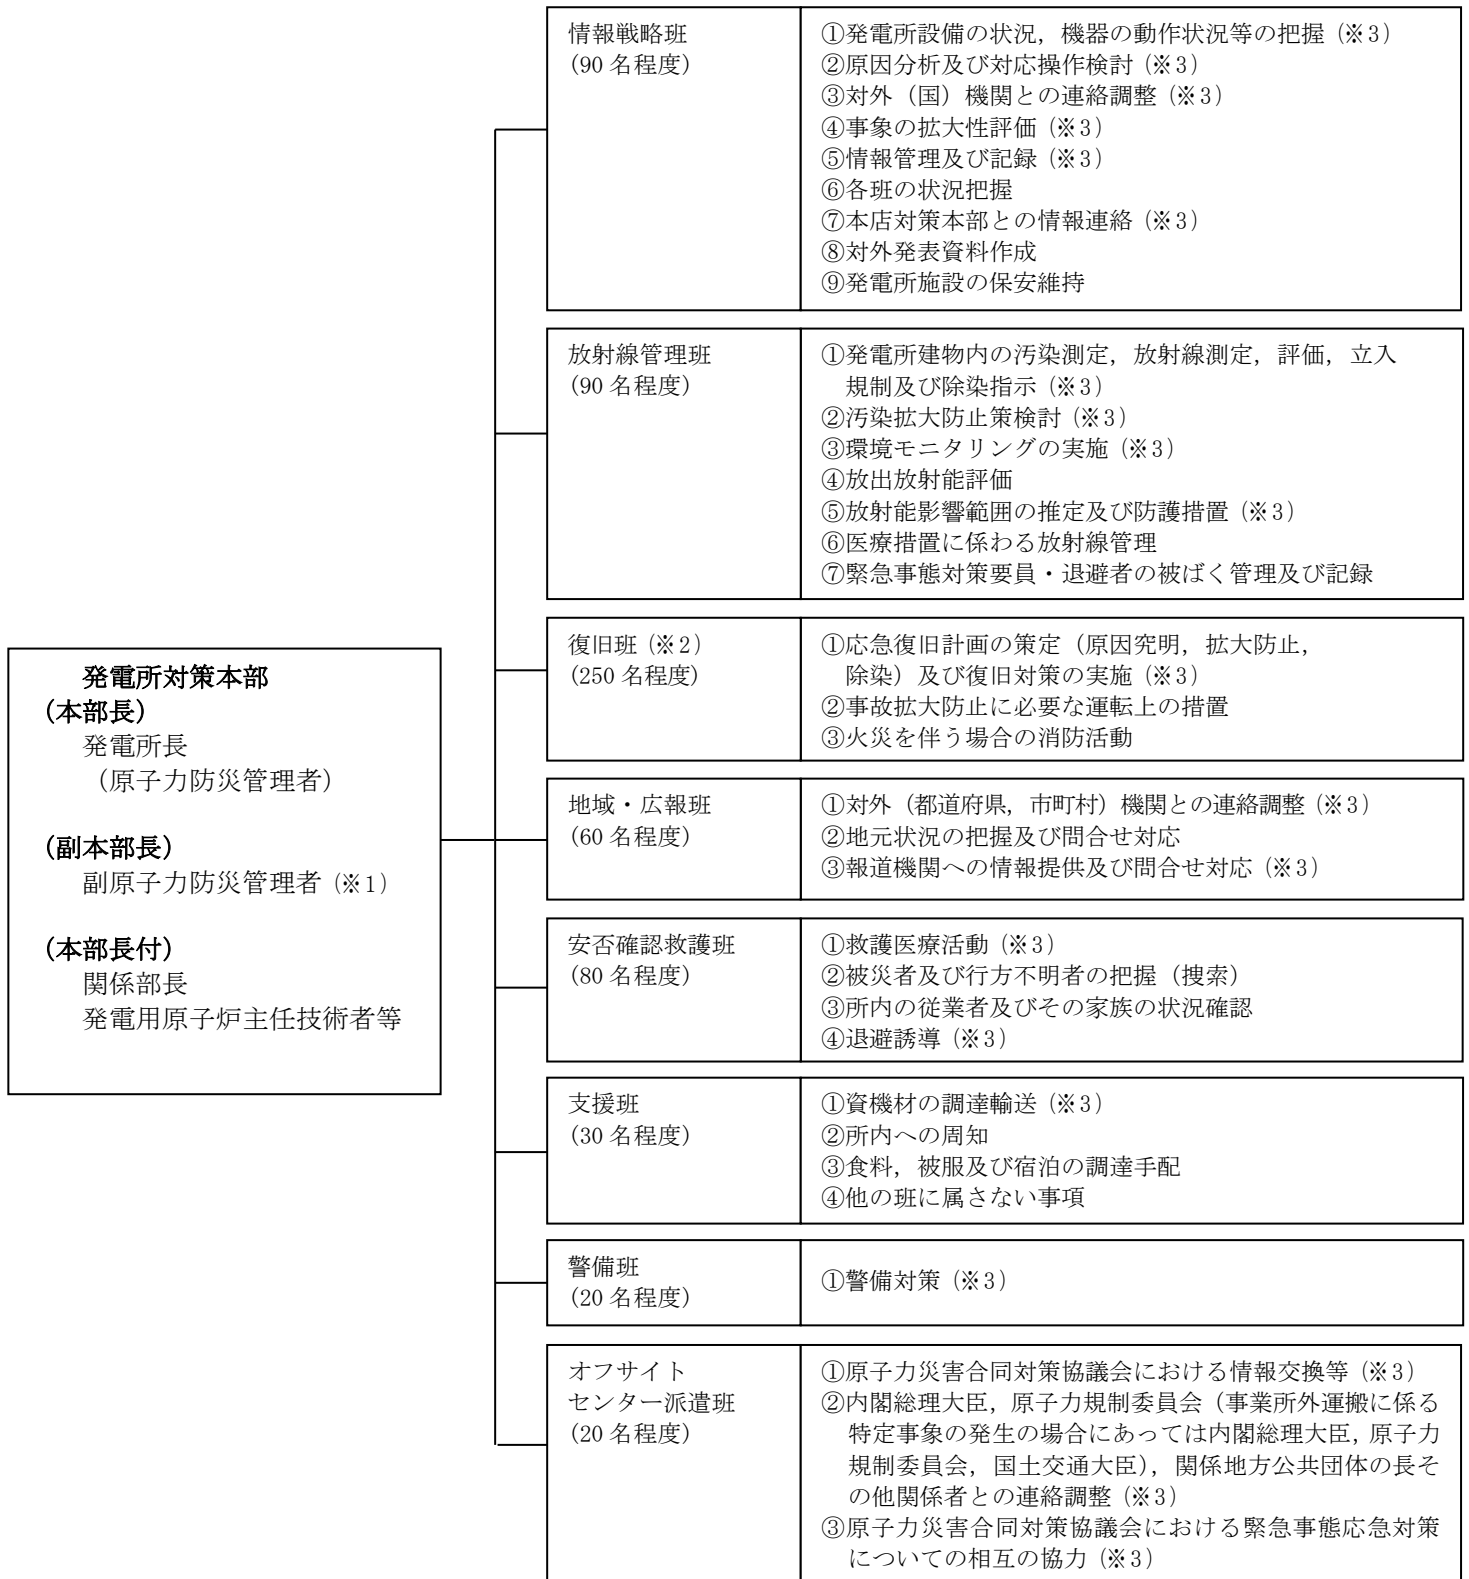 発電所対策本部
(本部長)
発電所長
(原子力防災管理者)
(副本部長)
副原子力防災管理者(※1)
(本部長付)
関係部長
発電用原子炉主任技術者等
情報戦略班
(90名程度)
①発電所設備の状況，機器の動作状況等の把握(※3)
②原因分析及び対応操作検討(※3)
③対外(国)機関との連絡調整(※3)
④事象の拡大性評価(※3)
⑤情報管理及び記録(※3)
⑥各班の状況把握
⑦本店対策本部との情報連絡(※3)
⑧対外発表資料作成
⑨発電所施設の保安維持
放射線管理班
(90名程度)
①発電所建物内の汚染測定，放射線測定，評価，立入
規制及び除染指示(※3)
②汚染拡大防止策検討(※3)
③環境モニタリングの実施(※3)
④放出放射能評価
⑤放射能影響範囲の推定及び防護措置(※3)
⑥医療措置に係わる放射線管理
⑦緊急事態対策要員・退避者の被ばく管理及び記録
復旧班(※2)
(250名程度)
①応急復旧計画の策定(原因究明，拡大防止，
除染)及び復旧対策の実施(※3)
②事故拡大防止に必要な運転上の措置
③火災を伴う場合の消防活動
地域・広報班
(60名程度)
①対外(都道府県，市町村)機関との連絡調整(※3)
②地元状況の把握及び問合せ対応
③報道機関への情報提供及び問合せ対応(※3)
安否確認救護班
(80名程度)
①救護医療活動(※3)
②被災者及び行方不明者の把握(捜索)
③所内の従業者及びその家族の状況確認
④退避誘導(※3)
支援班
(30名程度)
①資機材の調達輸送(※3)
②所内への周知
③食料，被服及び宿泊の調達手配
④他の班に属さない事項
警備班
(20名程度)
①警備対策(※3)
オフサイト
センター派遣班
(20名程度)
①原子力災害合同対策協議会における情報交換等(※3)
②内閣総理大臣，原子力規制委員会(事業所外運搬に係る
特定事象の発生の場合にあっては内閣総理大臣，原子力
規制委員会，国土交通大臣)，関係地方公共団体の長そ
の他関係者との連絡調整(※3)
③原子力災害合同対策協議会における緊急事態応急対策
についての相互の協力(※3)